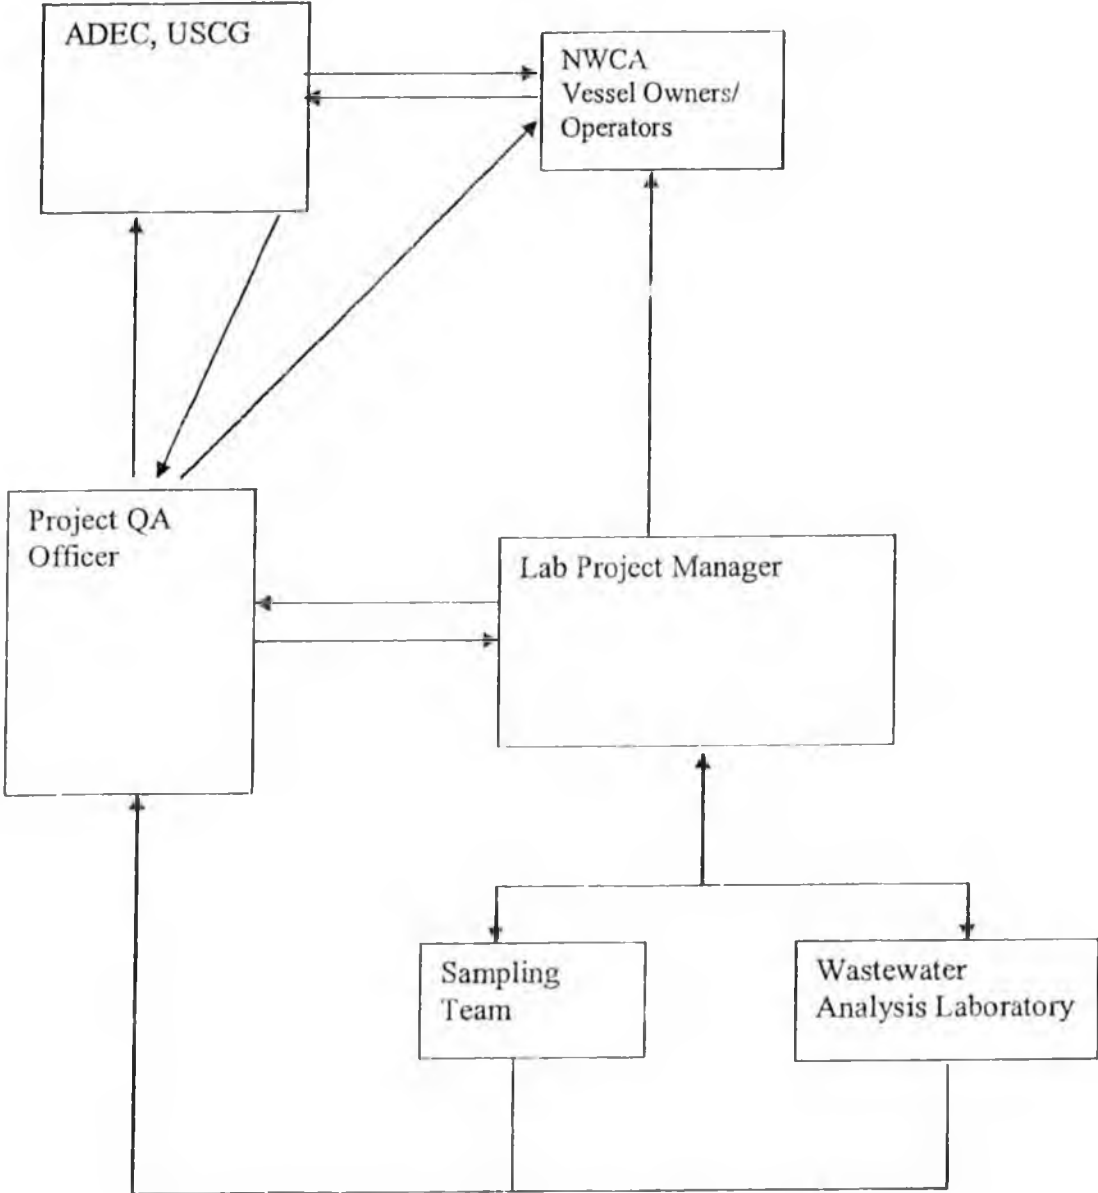 ADEC, USCG
NWCA
Vessel Owners/
Operators
Project QA
Officer
Lab Project Manager
Sampling
Team
Wastewater
Analysis Laboratory